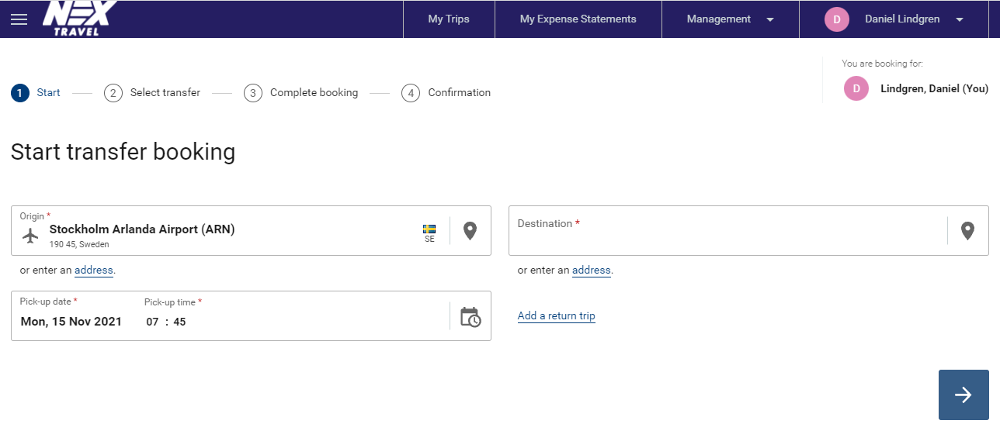 NEX
TRAVEL
My Trips
My Expense Statements
Management
D
Daniel Lindgren
You are booking for:
D
Lindgren, Daniel (You)
1 Start
2 Select transfer
3 Complete booking
4 Confirmation
Start transfer booking
Origin *
Stockholm Arlanda Airport (ARN)
190 45, Sweden
SE
or enter an address.
Destination *
or enter an address.
Pick-up date *
Mon, 15 Nov 2021
Pick-up time *
07 : 45
Add a return trip